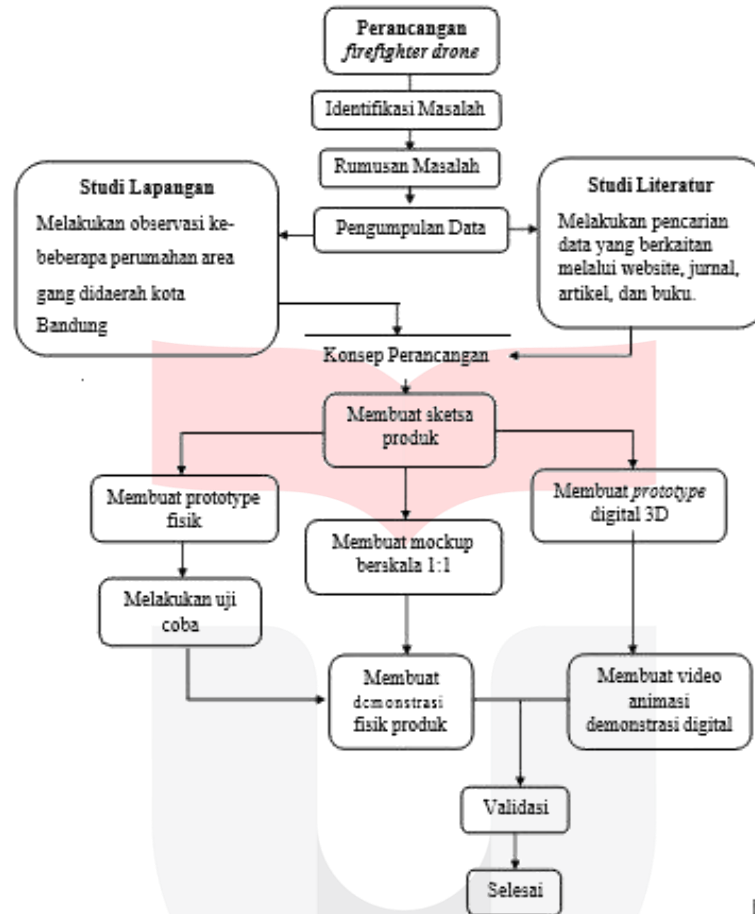 Perancangan
firefighter drone
Identifikasi Masalah
Rumusan Masalah
Studi Lapangan
Melakukan observasi ke-
beberapa perumahan area
gang didaerah kota
Bandung
Pengumpulan Data
Studi Literatur
Melakukan pencarian
data yang berkaitan
melalui website, jurnal,
artikel, dan buku.
Konsep Perancangan
Membuat sketsa
produk
Membuat prototype
fisik
Membuat mockup
berskala 1:1
Membuat prototype
digital 3D
Melakukan uji
coba
Membuat
demonstrasi
fisik produk
Membuat video
animasi
demonstrasi digital
Validasi
Selesai